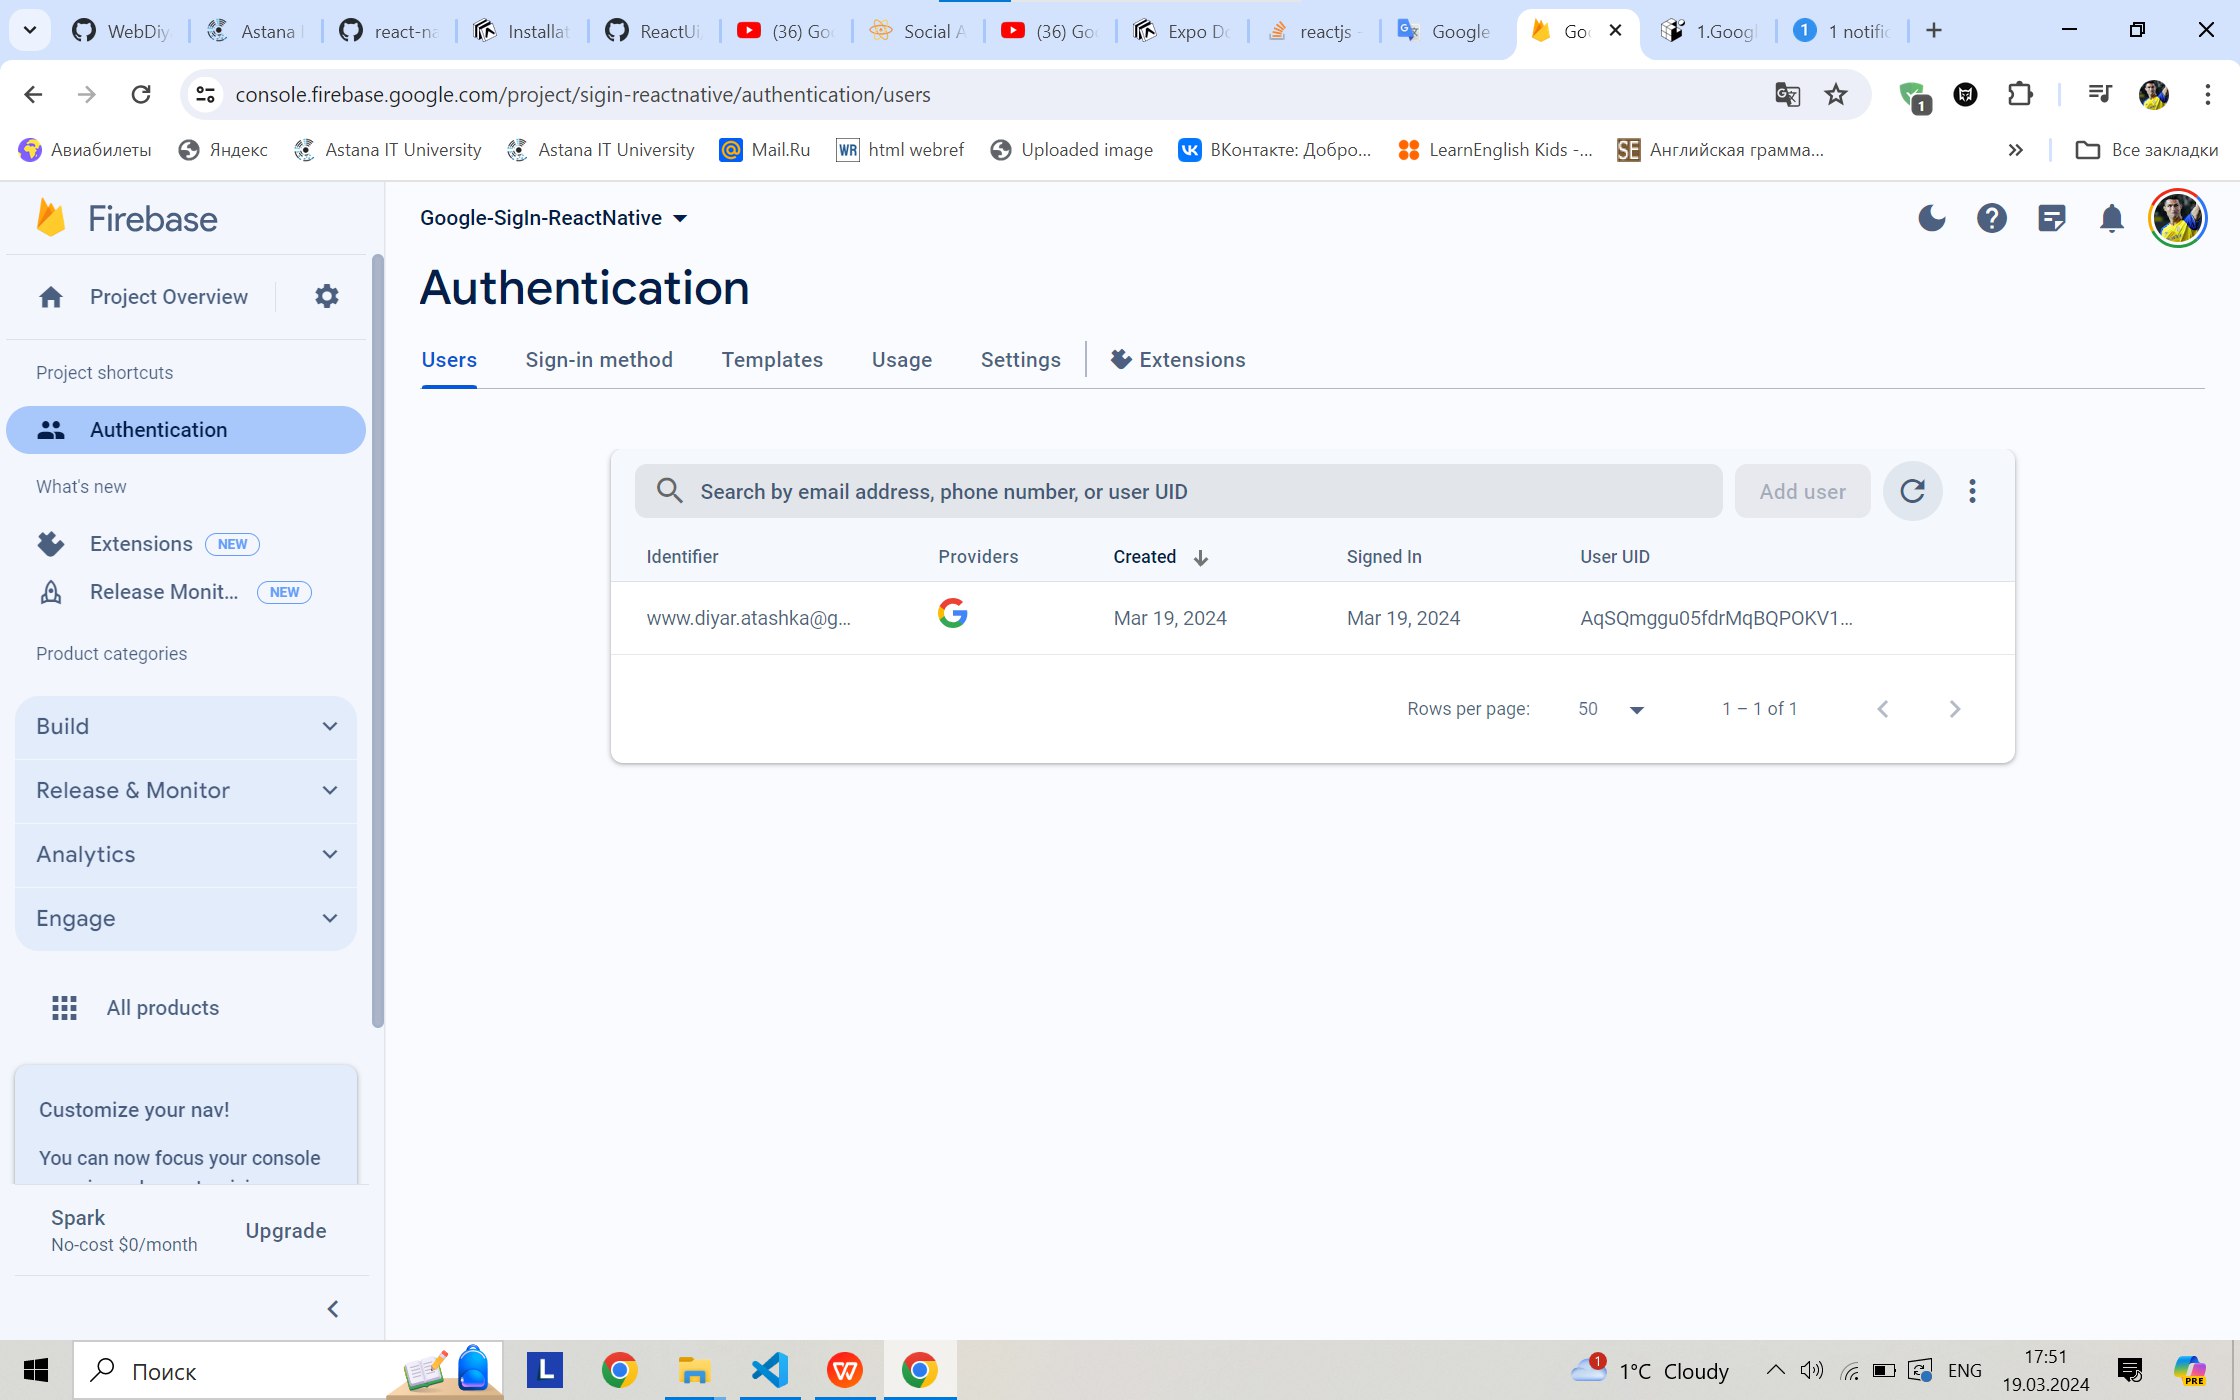 WebDiy
Astana
react-na
Installat
ReactUi
(36) Goo
Social A
(36) Goo
Expo Do
reactjs -
Google
Goo
1.Googl
1 notific
console.firebase.google.com/project/sigin-reactnative/authentication/users
1
Авиабилеты
Яндекс
Astana IT University
Astana IT University
Mail.Ru
html webref
Uploaded image
ВКонтакте: Добро...
LearnEnglish Kids -...
Английская грамма...
Все закладки
Firebase
Google-SigIn-ReactNative
Project Overview
Authentication
Users
Sign-in method
Templates
Usage
Settings
Extensions
Project shortcuts
Authentication
What's new
Extensions NEW
Release Monit... NEW
Product categories
Build
Release & Monitor
Analytics
Engage
All products
Customize your nav!
You can now focus your console
Spark
No-cost $0/month
Upgrade
Search by email address, phone number, or user UID
Add user
Identifier
Providers
Created
Signed In
User UID
www.diyar.atashka@g...
Mar 19, 2024
Mar 19, 2024
AqSQmggu05fdrMqBQPOKV1...
Rows per page:
50
1 – 1 of 1
Поиск
L
1
1°C Cloudy
ENG
17:51
19.03.2024
PRE